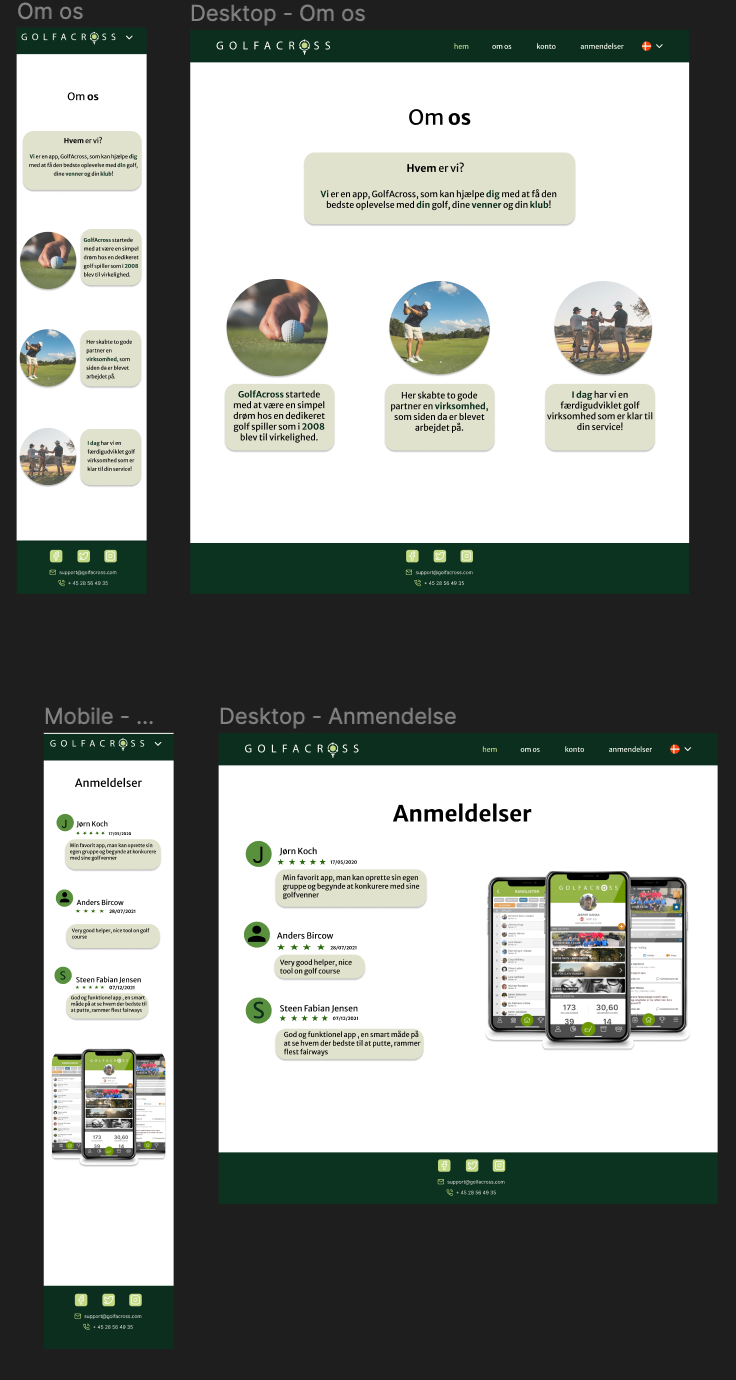 Om os
Desktop - Om os
GOLFACROSS
GOLFACROSS
hem
om os
konto
anmendelser
Om os
Hvem er vi?
Vi er en app, GolfAcross, som kan hjælpe dig
med at få den bedste oplevelse med din golf,
dine venner og din klub!
GolfAcross startede
med at være en simpel
drøm hos en dedikeret
golf spiller som i 2008
blev til virkelighed.
Her skabte to gode
partner en
virksomhed, som
siden da er blevet
arbejdet på.
I dag har vi en
færdigudviklet golf
virksomhed som er
klar til din service!
support@golfacross.com
+ 45 28 56 49 35
Om os
Hvem er vi?
Vi er en app, GolfAcross, som kan hjælpe dig med at få den
bedste oplevelse med din golf, dine venner og din klub!
GolfAcross startede
med at være en simpel
drøm hos en dedikeret
golf spiller som i 2008
blev til virkelighed.
Her skabte to gode
partner en virksomhed,
som siden da er blevet
arbejdet på.
I dag har vi en
færdigudviklet golf
virksomhed som er klar til
din service!
support@golfacross.com
+ 45 28 56 49 35
Mobile - ...
Desktop - Anmendelse
GOLFACROSS
GOLFACROSS
hem
om os
konto
anmendelser
Anmeldelser
Jørn Koch
17/05/2020
Min favorit app, man kan oprette sin
egen gruppe og begynde at konkurere
med sine golfvenner
Anders Bircow
28/07/2021
Very good helper, nice tool on golf
course
Steen Fabian Jensen
07/12/2021
God og funktionel app , en smart
måde på at se hvem der bedste til
at putte, rammer flest fairways
GOLFACROSS
173
30,60
39
14
support@golfacross.com
+ 45 28 56 49 35
Anmeldelser
Jørn Koch
17/05/2020
Min favorit app, man kan oprette sin egen
gruppe og begynde at konkurere med sine
golfvenner
Anders Bircow
28/07/2021
Very good helper, nice
tool on golf course
Steen Fabian Jensen
07/12/2021
God og funktionel app , en smart måde på
at se hvem der bedste til at putte, rammer
flest fairways
GOLFACROSS
173
30,60
39
14
support@golfacross.com
+ 45 28 56 49 35